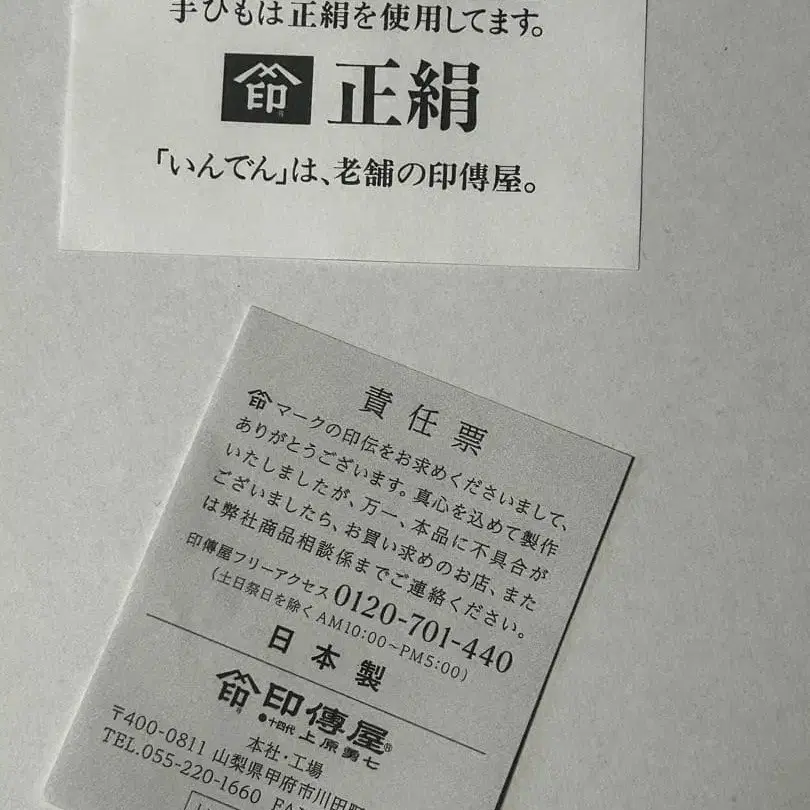 手ひもは正絹を使用してます。
印 正絹
「いんでん」は、老舗の印傳屋。
責任票
印マークの印伝をお求めくださいまして、
ありがとうございます。真心を込めて製作
いたしましたが、万一、本品に不具合が
ございましたら、お買い求めのお店、また
は弊社商品相談係までご連絡ください。
印傳屋フリーアクセス 0120-701-440
(土日祭日を除く AM10:00~PM5:00)
日本製
印 印傳屋®
●十四代 上原勇七
本社・工場
〒400-0811 山梨県甲府市川田町
TEL.055-220-1660 FA